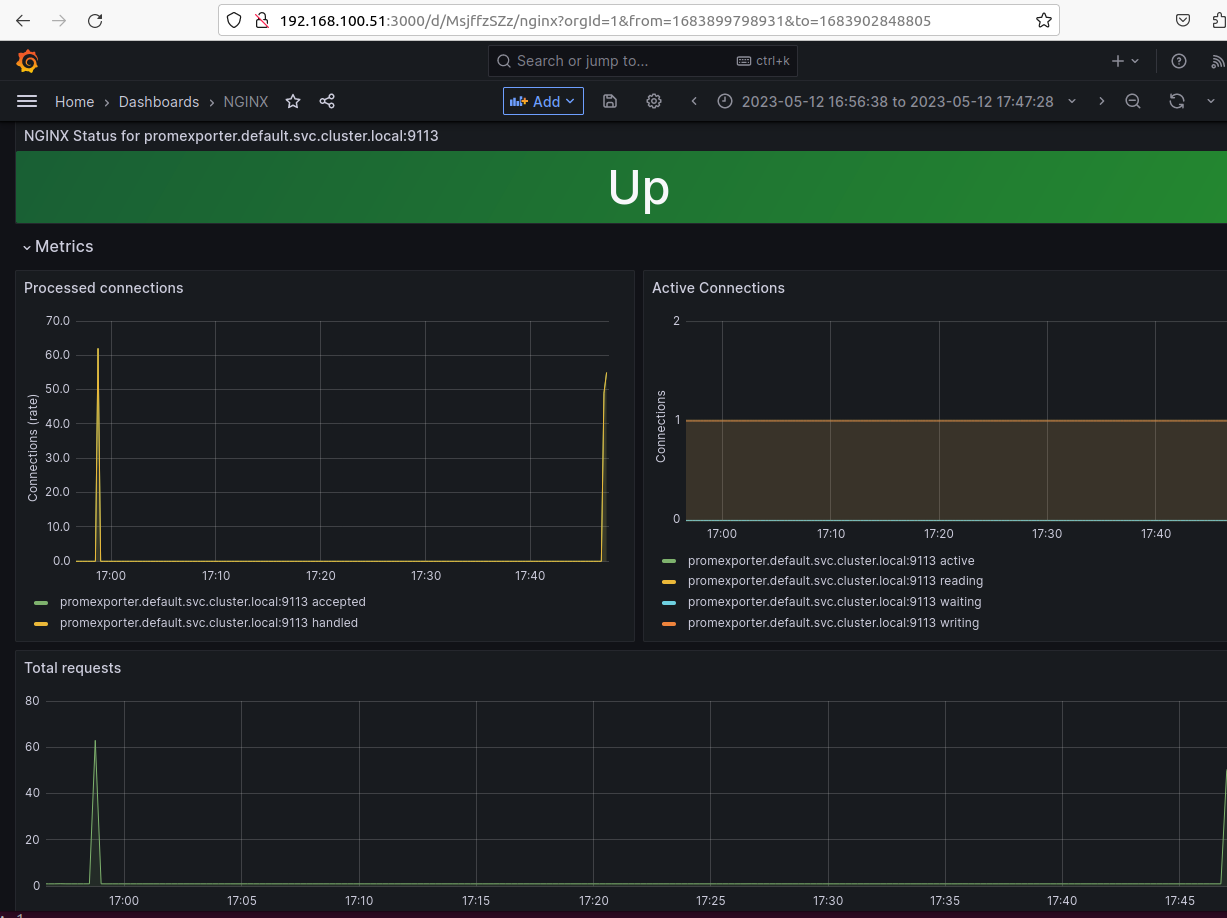 192.168.100.51:3000/d/MsjffzSZz/nginx?orgId=1&from=1683899798931&to=1683902848805
Search or jump to... ctrl+k
Home › Dashboards › NGINX Add 2023-05-12 16:56:38 to 2023-05-12 17:47:28
NGINX Status for promexporter.default.svc.cluster.local:9113
Up
Metrics
Processed connections
70.0
60.0
50.0
40.0
30.0
20.0
10.0
0.0
Connections (rate)
17:00 17:10 17:20 17:30 17:40
promexporter.default.svc.cluster.local:9113 accepted
promexporter.default.svc.cluster.local:9113 handled
Active Connections
2
1
0
Connections
17:00 17:10 17:20 17:30 17:40
promexporter.default.svc.cluster.local:9113 active
promexporter.default.svc.cluster.local:9113 reading
promexporter.default.svc.cluster.local:9113 waiting
promexporter.default.svc.cluster.local:9113 writing
Total requests
80
60
40
20
0
17:00 17:05 17:10 17:15 17:20 17:25 17:30 17:35 17:40 17:45